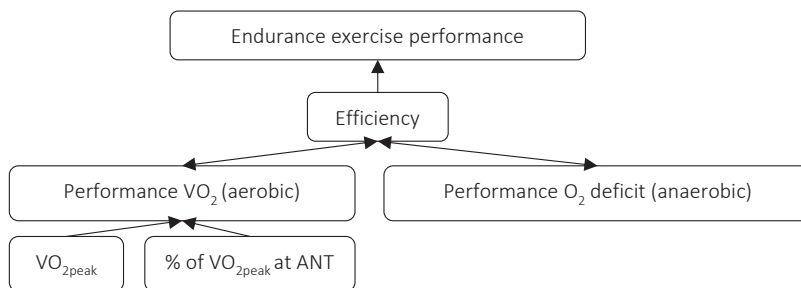 Endurance exercise performance
Efficiency
Performance VO₂ (aerobic)
Performance O₂ deficit (anaerobic)
VO₂peak
% of VO₂peak at ANT